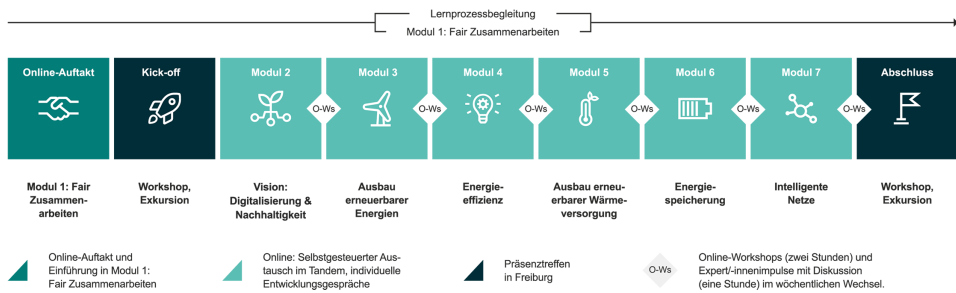 Lernprozessbegleitung
Modul 1: Fair Zusammenarbeiten
Online-Auftakt
Kick-off
Modul 2
Modul 3
Modul 4
Modul 5
Modul 6
Modul 7
Abschluss
O-Ws
O-Ws
O-Ws
O-Ws
O-Ws
O-Ws
Modul 1: Fair
Zusammen-
arbeiten
Workshop,
Exkursion
Vision:
Digitalisierung &
Nachhaltigkeit
Ausbau
erneuerbarer
Energien
Energie-
effizienz
Ausbau erneu-
erbarer Wärme-
versorgung
Energie-
speicherung
Intelligente
Netze
Workshop,
Exkursion
Online-Auftakt und
Einführung in Modul 1:
Fair Zusammenarbeiten
Online: Selbstgesteuerter Aus-
tausch im Tandem, individuelle
Entwicklungsgespräche
Präsenztreffen
in Freiburg
O-Ws
Online-Workshops (zwei Stunden) und
Expert/-innenimpulse mit Diskussion
(eine Stunde) im wöchentlichen Wechsel.